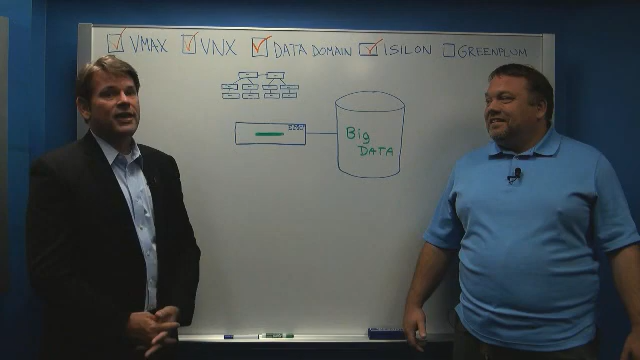 VMAX VNX DATA DOMAIN ISILON GREENPLUM
Big
DATA